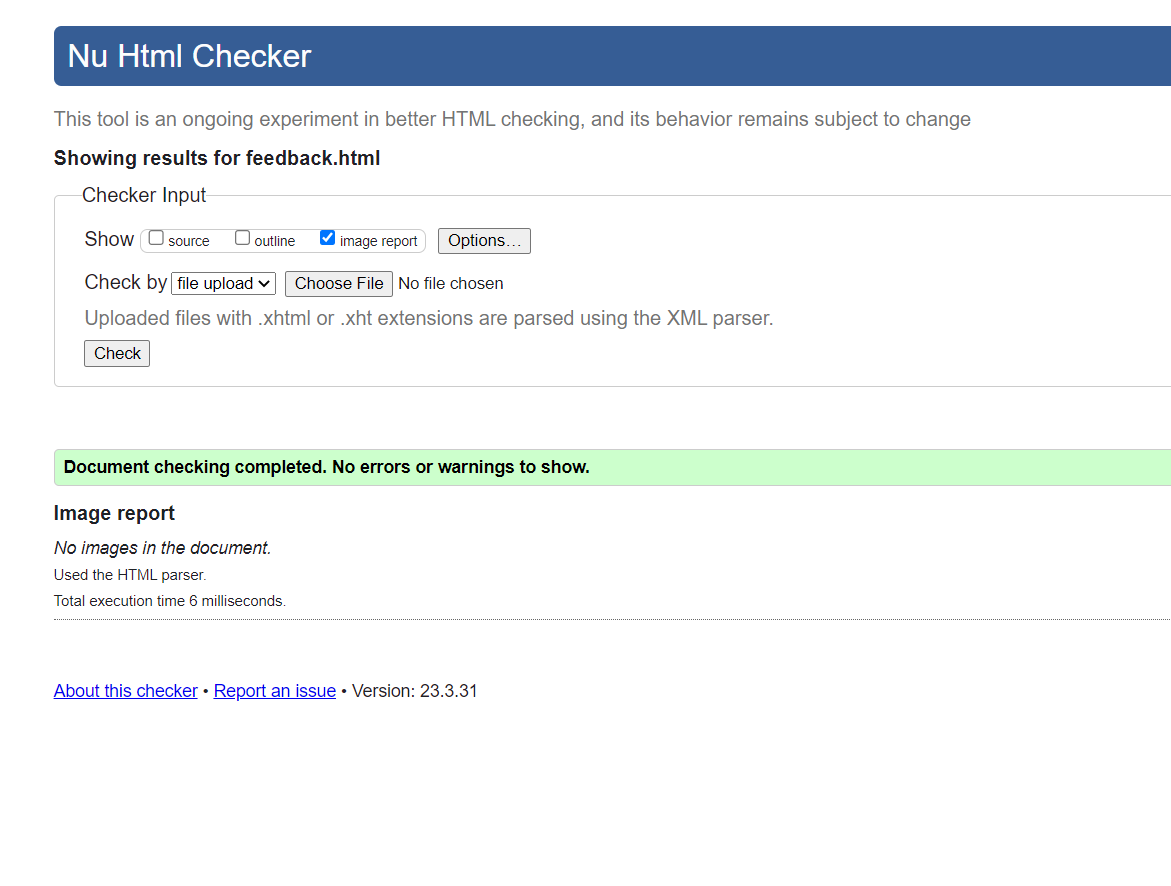 Nu Html Checker
This tool is an ongoing experiment in better HTML checking, and its behavior remains subject to change
Showing results for feedback.html
Checker Input
Show source outline image report Options…
Check by file upload Choose File No file chosen
Uploaded files with .xhtml or .xht extensions are parsed using the XML parser.
Check
Document checking completed. No errors or warnings to show.
Image report
No images in the document.
Used the HTML parser.
Total execution time 6 milliseconds.
About this checker • Report an issue • Version: 23.3.31